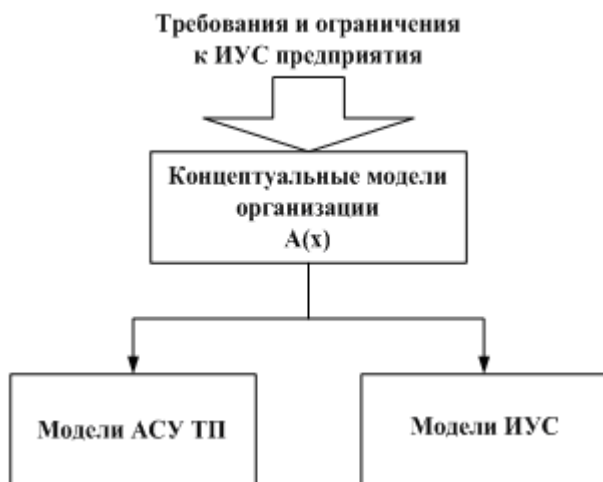 Требования и ограничения
к ИУС предприятия
Концептуальные модели
организации
А(х)
Модели АСУ ТП
Модели ИУС